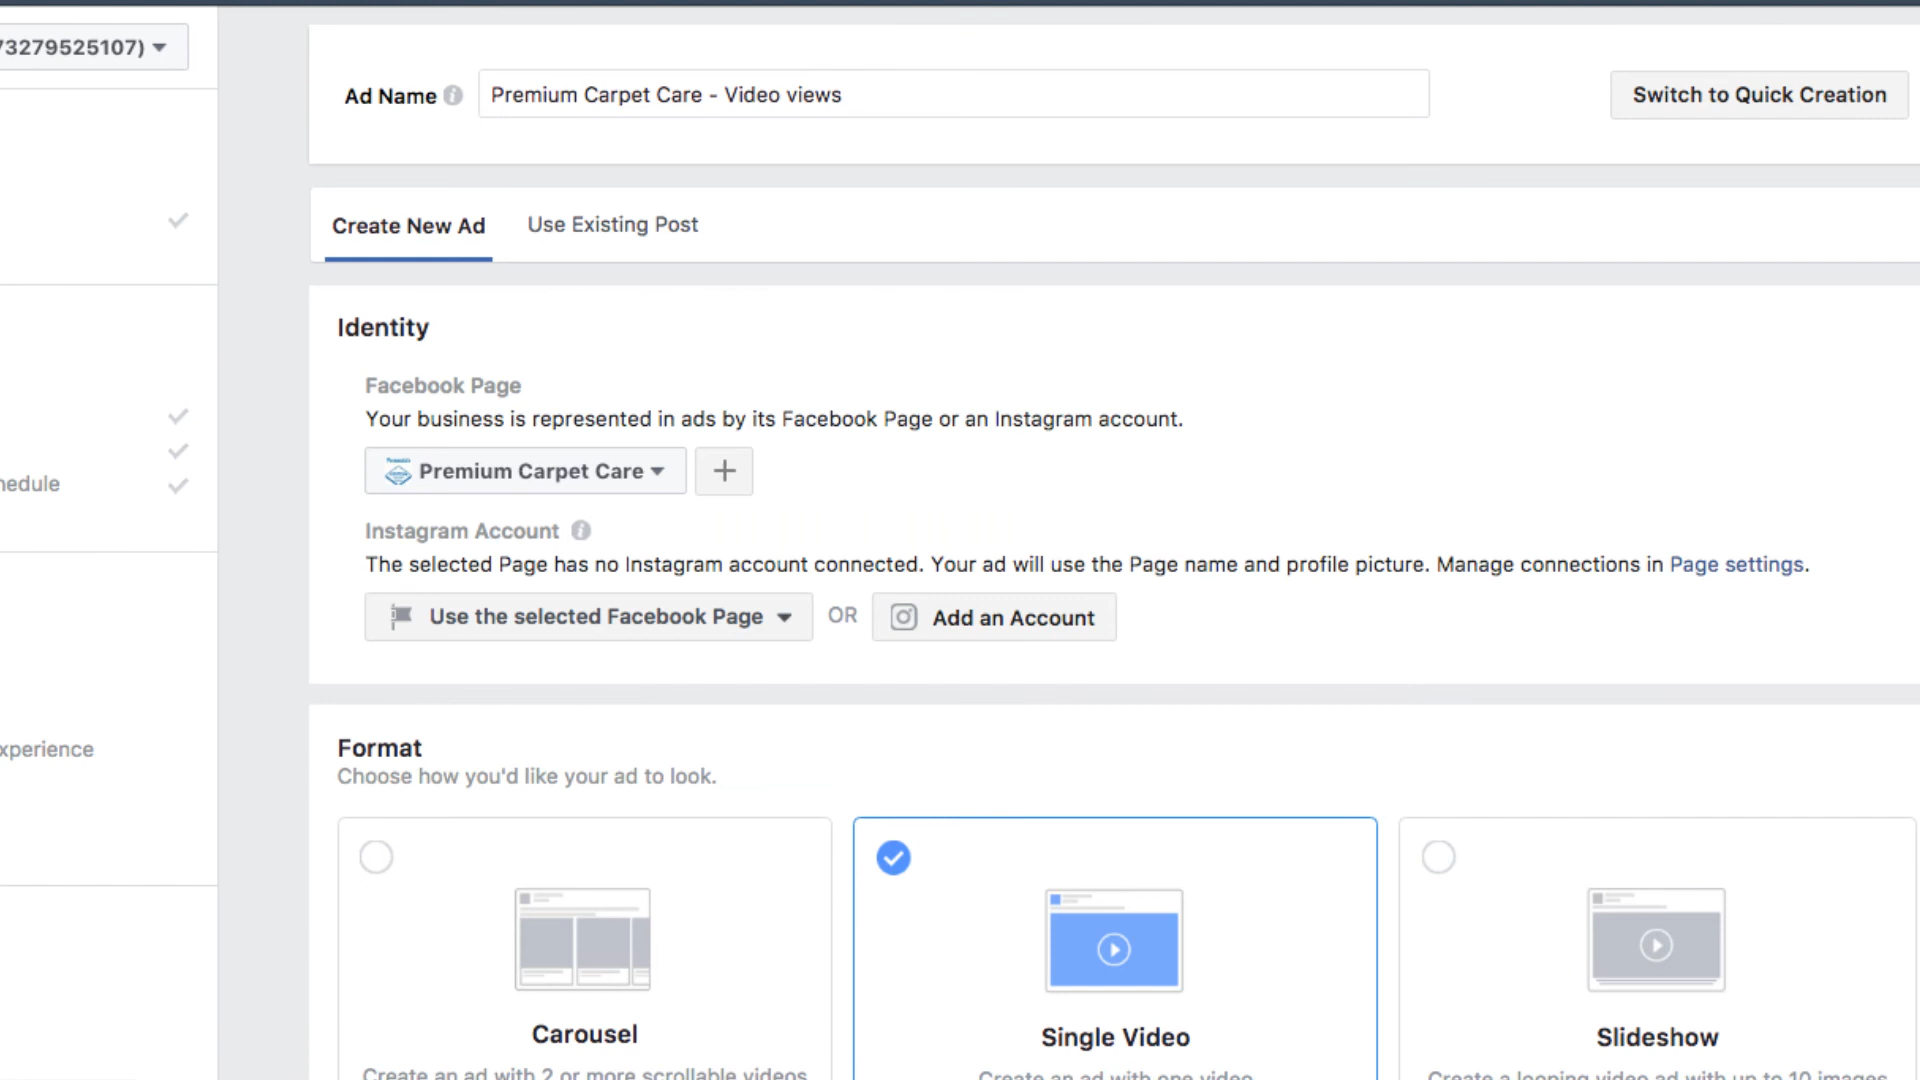 73279525107)
Ad Name
Premium Carpet Care - Video views
Switch to Quick Creation
Create New Ad
Use Existing Post
Identity
Facebook Page
Your business is represented in ads by its Facebook Page or an Instagram account.
Premium Carpet Care
Instagram Account
The selected Page has no Instagram account connected. Your ad will use the Page name and profile picture. Manage connections in Page settings.
Use the selected Facebook Page
OR
Add an Account
hedule
xperience
Format
Choose how you'd like your ad to look.
Carousel
Create an ad with 2 or more scrollable videos
Single Video
Create an ad with one video
Slideshow
Create a looping video ad with up to 10 images